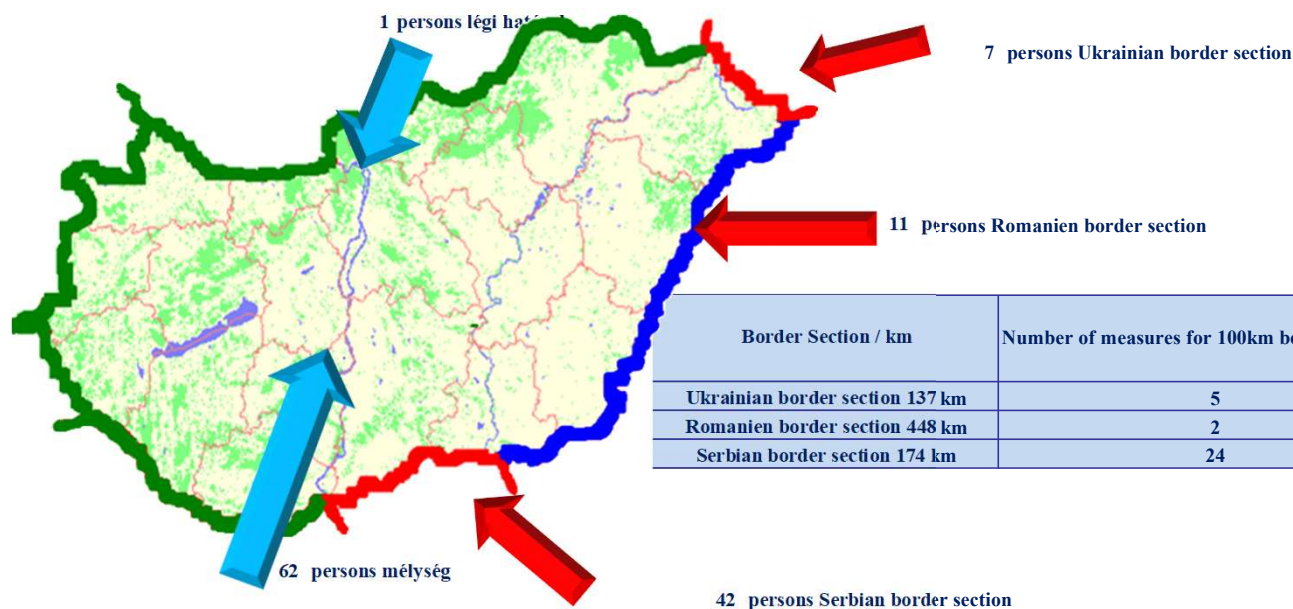 1 persons légi
7 persons Ukrainian border section
11 persons Romanien border section
Border Section / km
Number of measures for 100km
Ukrainian border section 137 km
5
Romanien border section 448 km
2
Serbian border section 174 km
24
62 persons mélység
42 persons Serbian border section